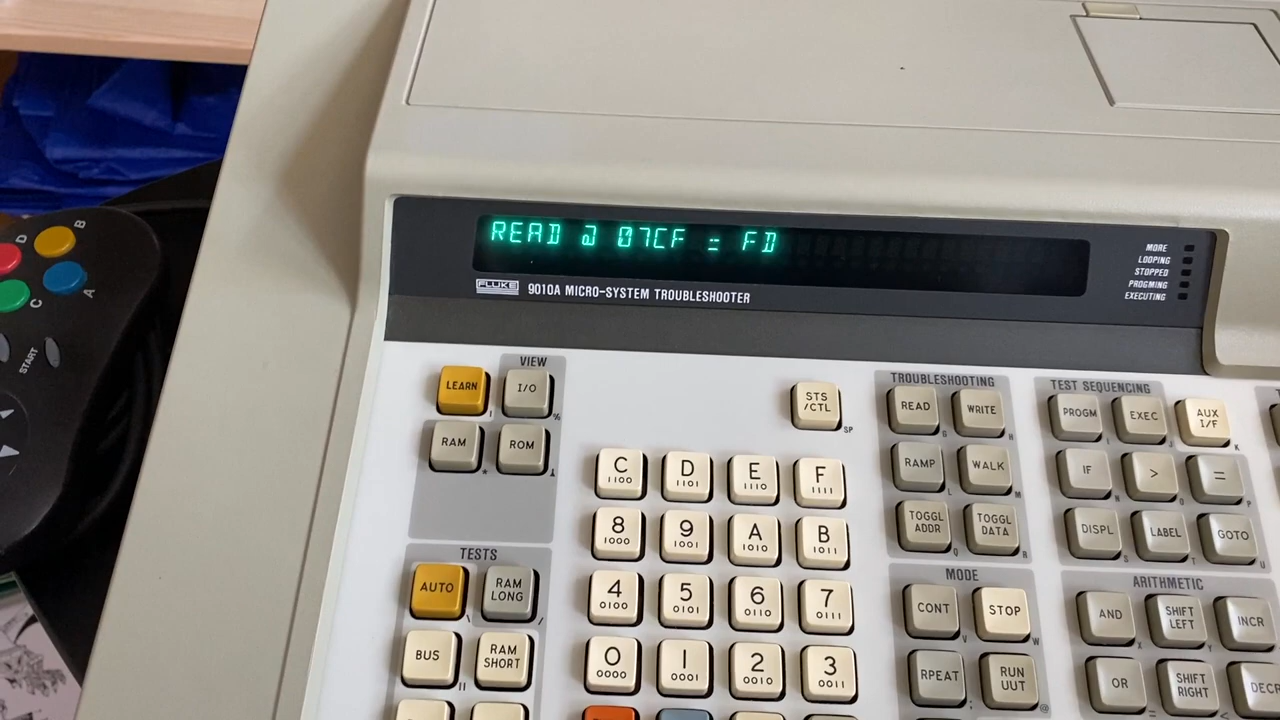 READ @ 07CF = FD
MORE
LOOPING
STOPPED
PROGMING
EXECUTING
FLUKE 9010A MICRO-SYSTEM TROUBLESHOOTER
D B
C A
START
VIEW
LEARN I/O %
RAM * ROM
TESTS
AUTO \ RAM LONG /
BUS RAM SHORT
STS /CTL SP
C 1100 D 1101 E 1110 F 1111
8 1000 9 1001 A 1010 B 1011
4 0100 5 0101 6 0110 7 0111
0 0000 1 0001 2 0010 3 0011
TROUBLESHOOTING
READ G WRITE H
RAMP L WALK M
TOGGL ADDR Q TOGGL DATA R
MODE
CONT V STOP W
RPEAT RUN UUT @
TEST SEQUENCING
PROGM I EXEC J AUX I/F K
IF N > O = P
DISPL S LABEL T GOTO U
ARITHMETIC
AND X SHIFT LEFT Y INCR
OR SHIFT RIGHT DECR